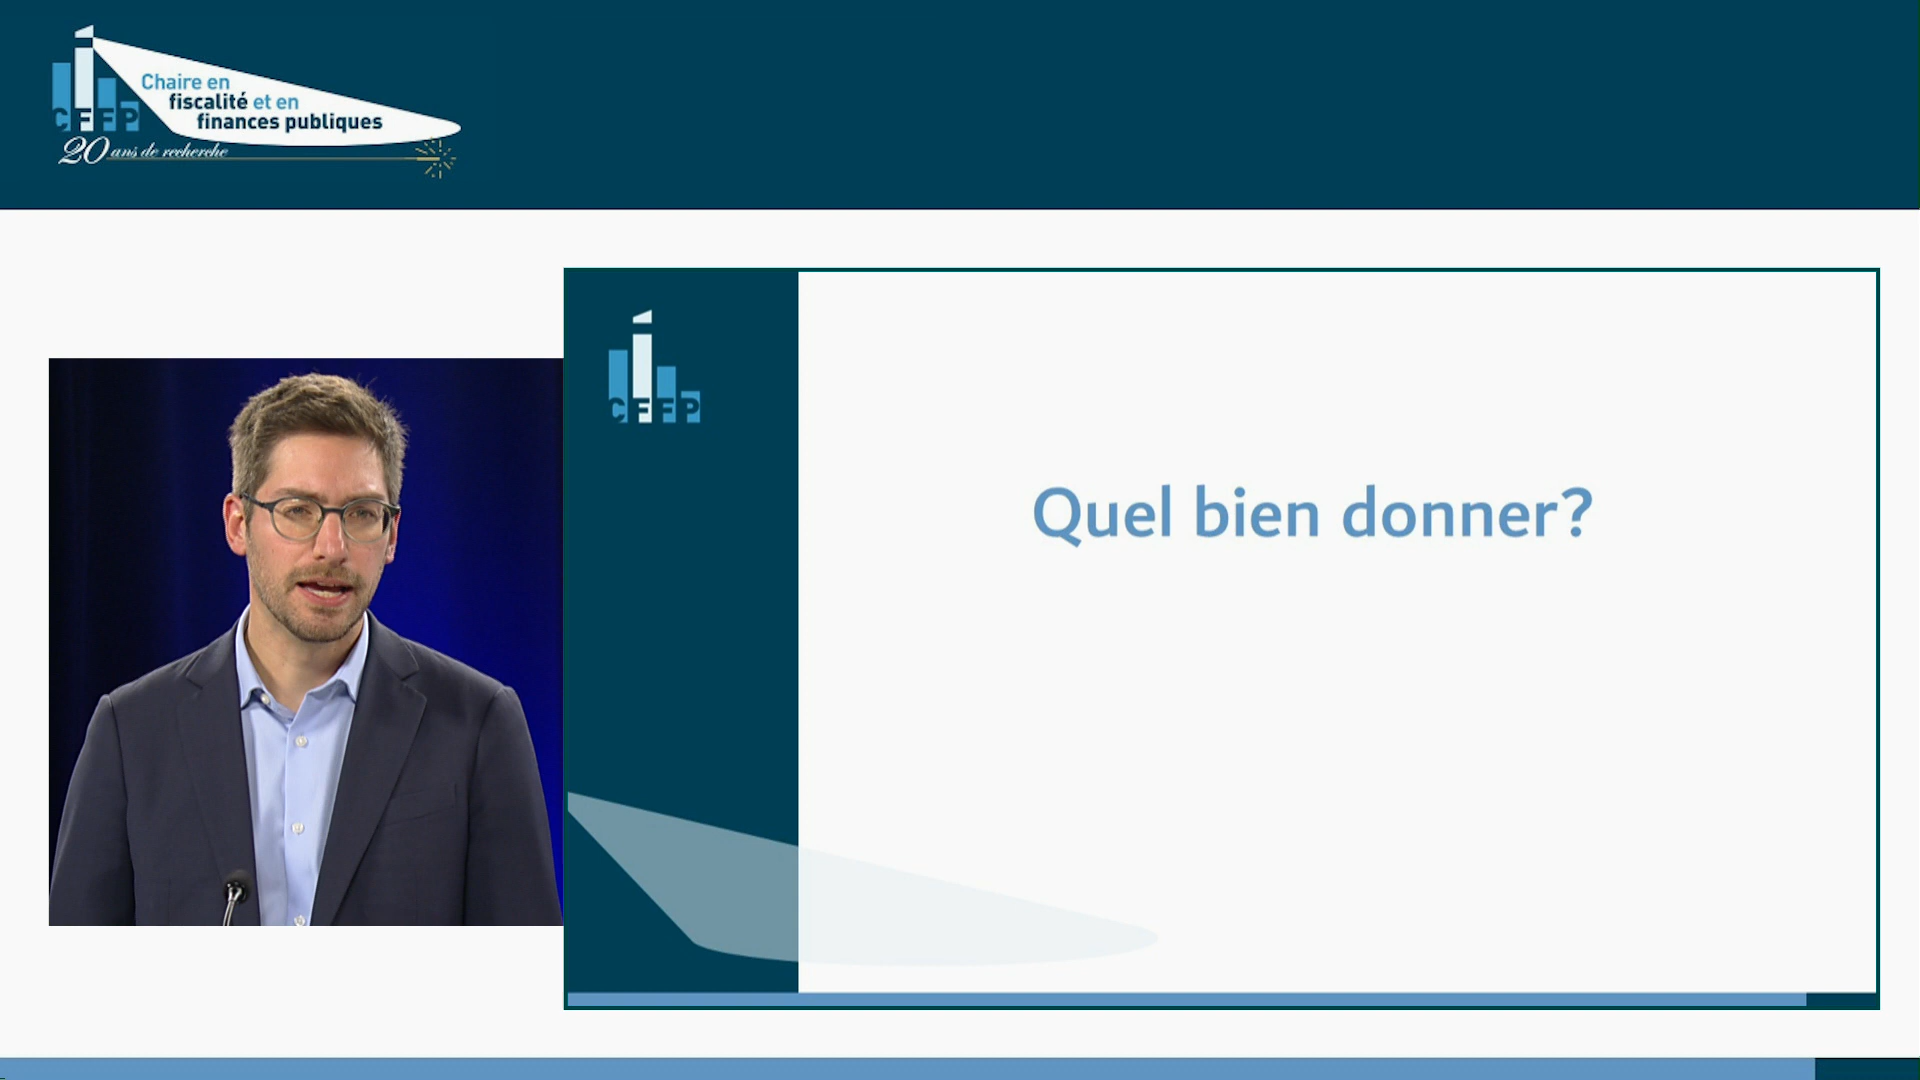 Chaire en
fiscalité et en
finances publiques
CFFP
20 ans de recherche
CFFP
Quel bien donner?